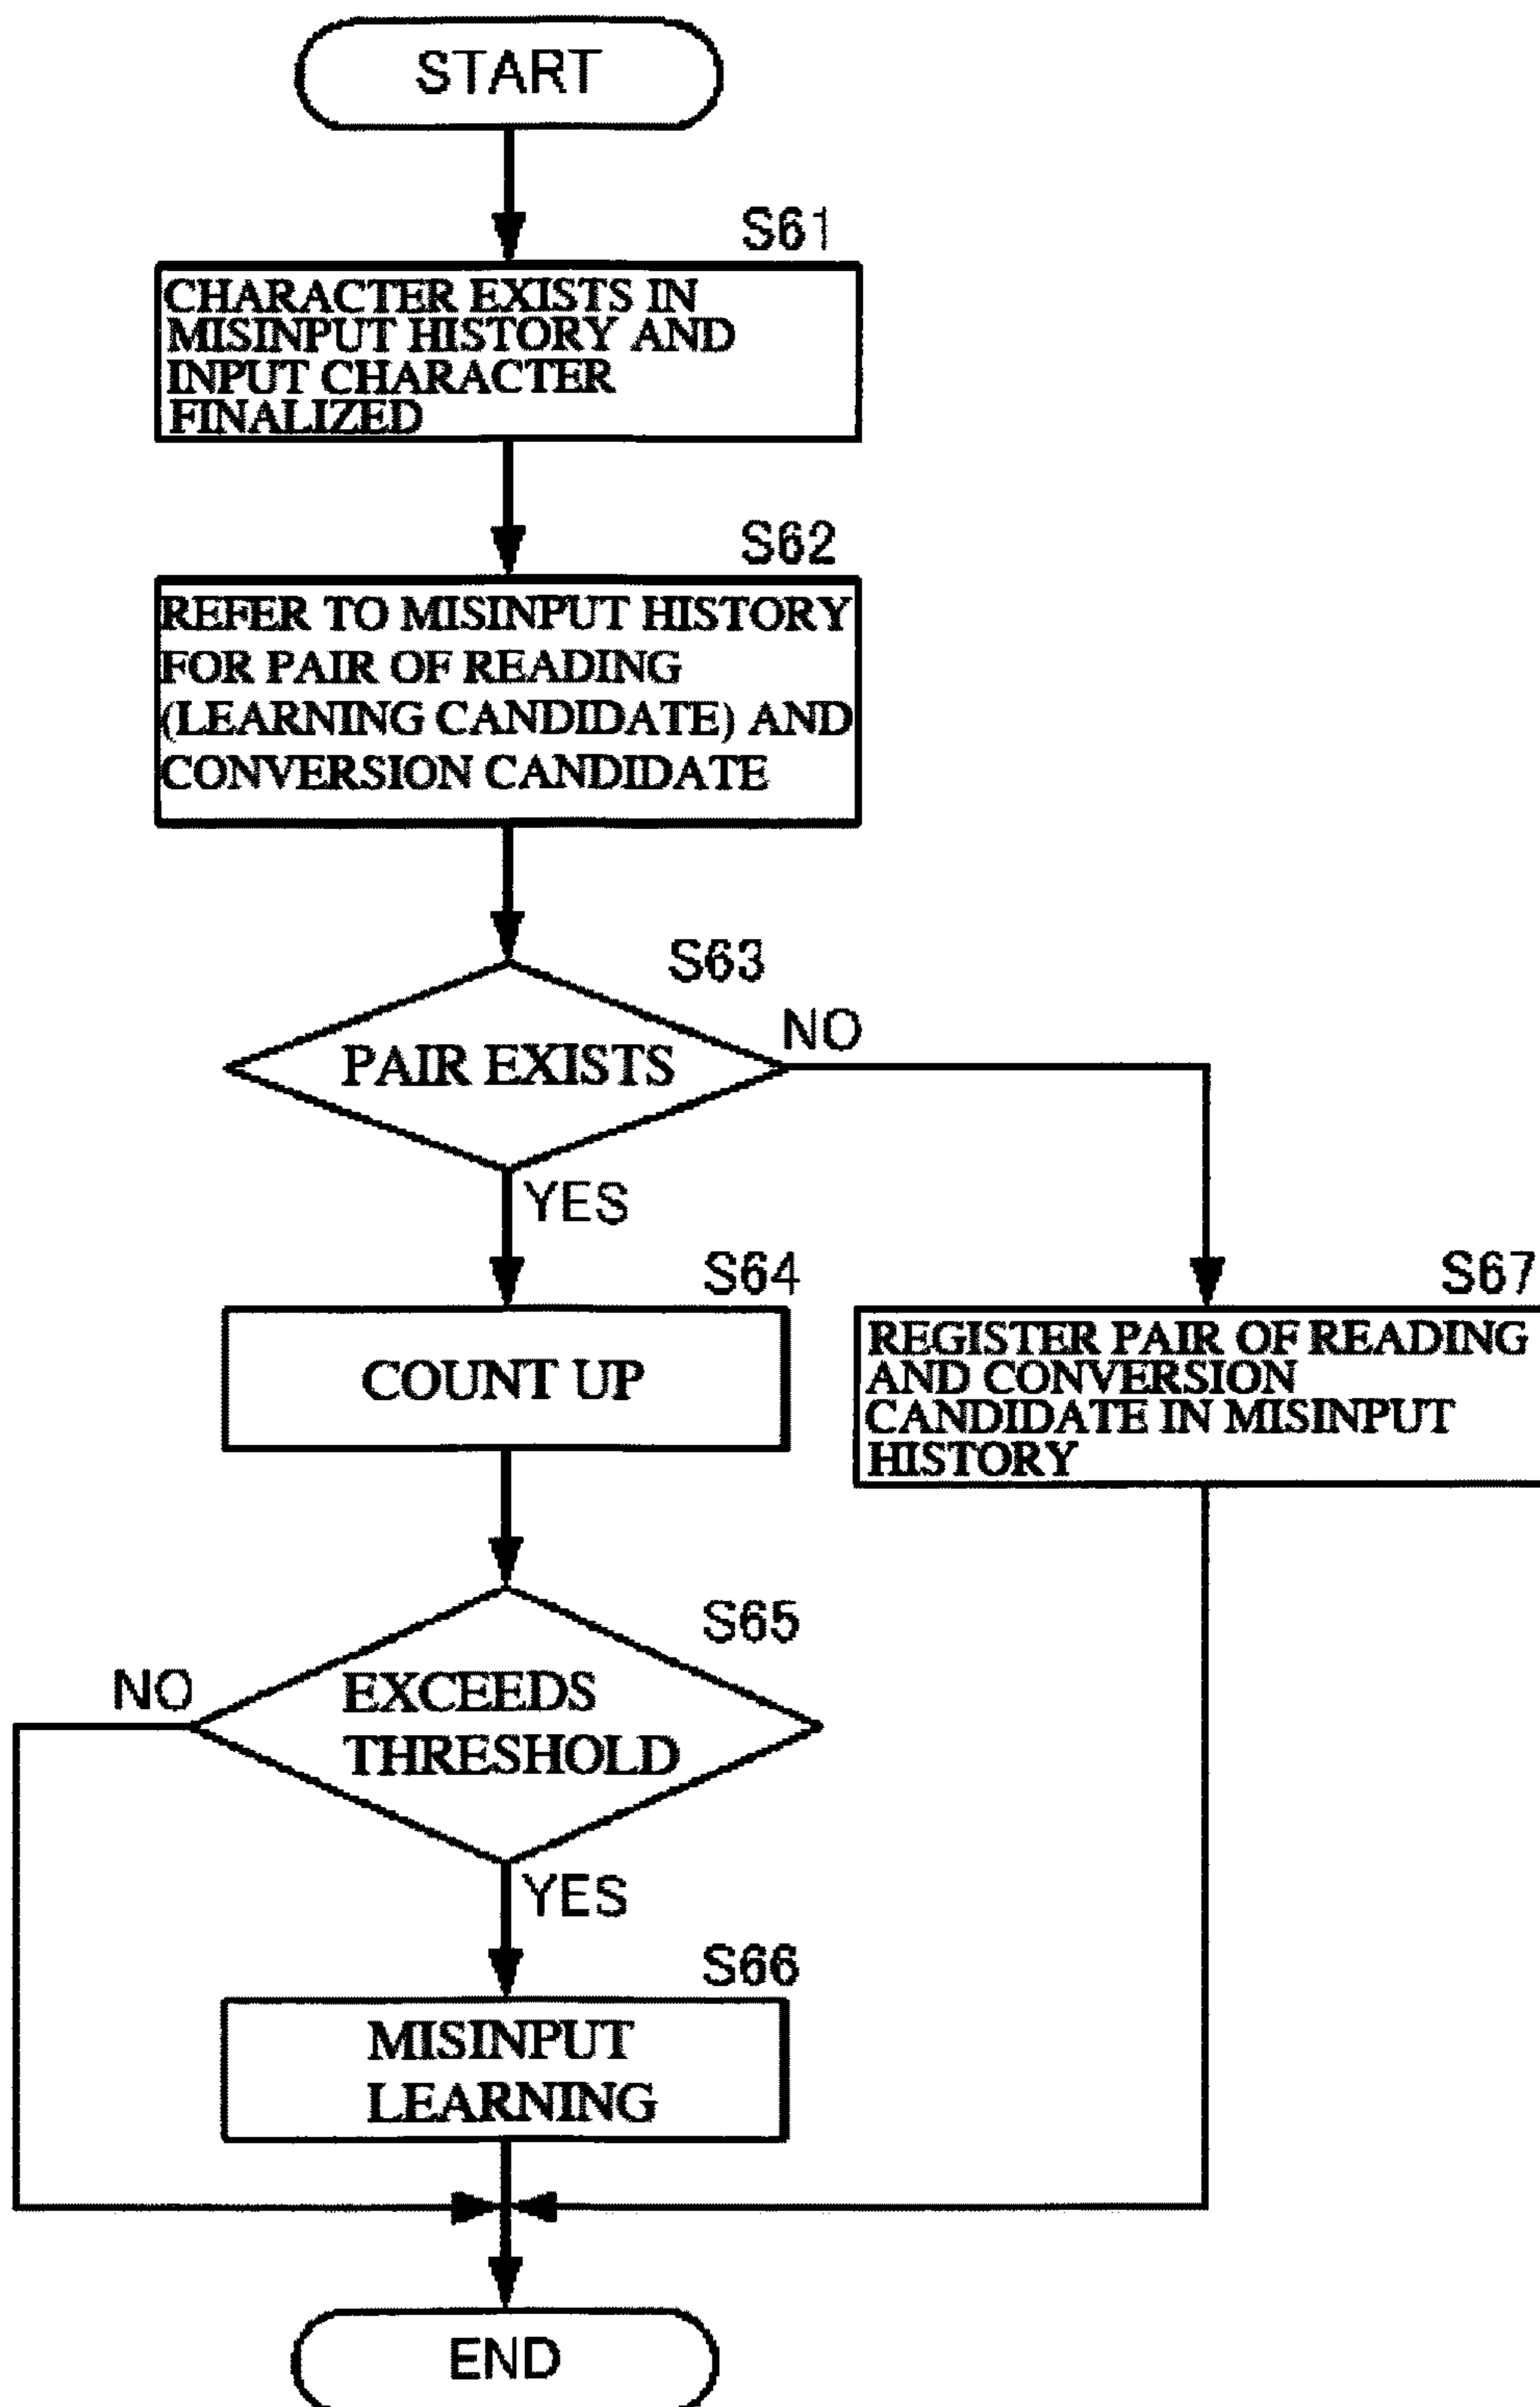 START
S61
CHARACTER EXISTS IN
MISINPUT HISTORY AND
INPUT CHARACTER
FINALIZED
S62
REFER TO MISINPUT HISTORY
FOR PAIR OF READING
(LEARNING CANDIDATE) AND
CONVERSION CANDIDATE
S63
PAIR EXISTS
NO
YES
S64
COUNT UP
S67
REGISTER PAIR OF READING
AND CONVERSION
CANDIDATE IN MISINPUT
HISTORY
S65
EXCEEDS
THRESHOLD
NO
YES
S66
MISINPUT
LEARNING
END